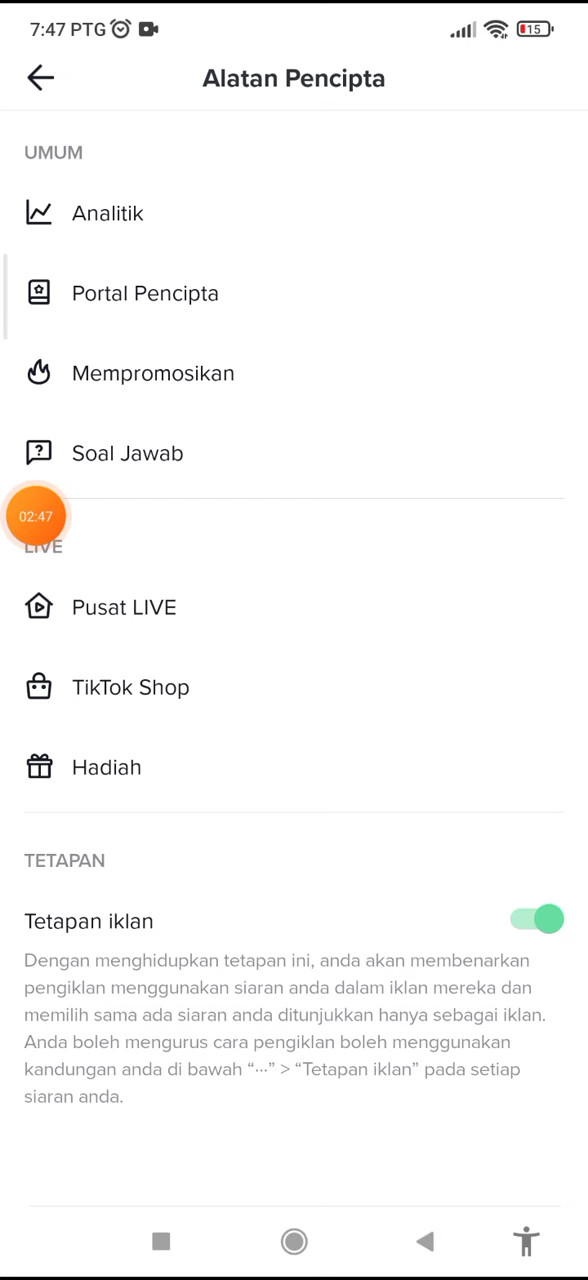 7:47 PTG 15
Alatan Pencipta
UMUM
Analitik
Portal Pencipta
Mempromosikan
Soal Jawab
02:47
LIVE
Pusat LIVE
TikTok Shop
Hadiah
TETAPAN
Tetapan iklan
Dengan menghidupkan tetapan ini, anda akan membenarkan
pengiklan menggunakan siaran anda dalam iklan mereka dan
memilih sama ada siaran anda ditunjukkan hanya sebagai iklan.
Anda boleh mengurus cara pengiklan boleh menggunakan
kandungan anda di bawah “···” > “Tetapan iklan” pada setiap
siaran anda.